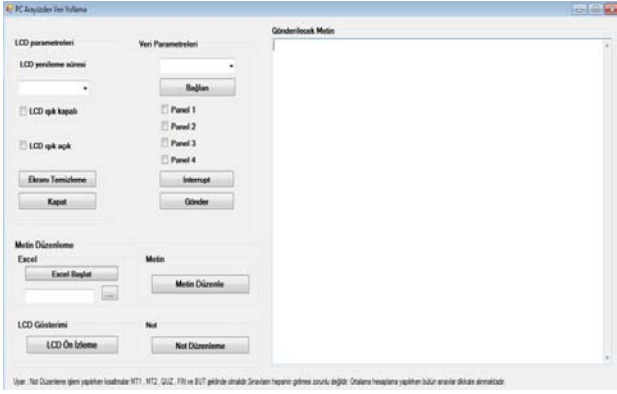 PC Arayüzden Veri Yollama
LCD parametreleri
LCD yenileme süresi
LCD ışık kapalı
LCD ışık açık
Ekranı Temizleme
Kapat
Veri Parametreleri
Bağlan
Panel 1
Panel 2
Panel 3
Panel 4
Interrupt
Gönder
Gönderilecek Metin
Metin Düzenleme
Excel
Excel Başlat
...
Metin
Metin Düzenle
LCD Gösterimi
LCD Ön İzleme
Not
Not Düzenleme
Uyarı : Not Düzenleme işlemi yapılırken kısaltmalar MT1 , MT2 , QUZ , FIN ve BUT şeklinde olmalıdır.Sınavların hepsinin girilmesi zorunlu değildir. Ortalama hesaplama yapılırken bütün sınavlar dikkate alınmaktadır.